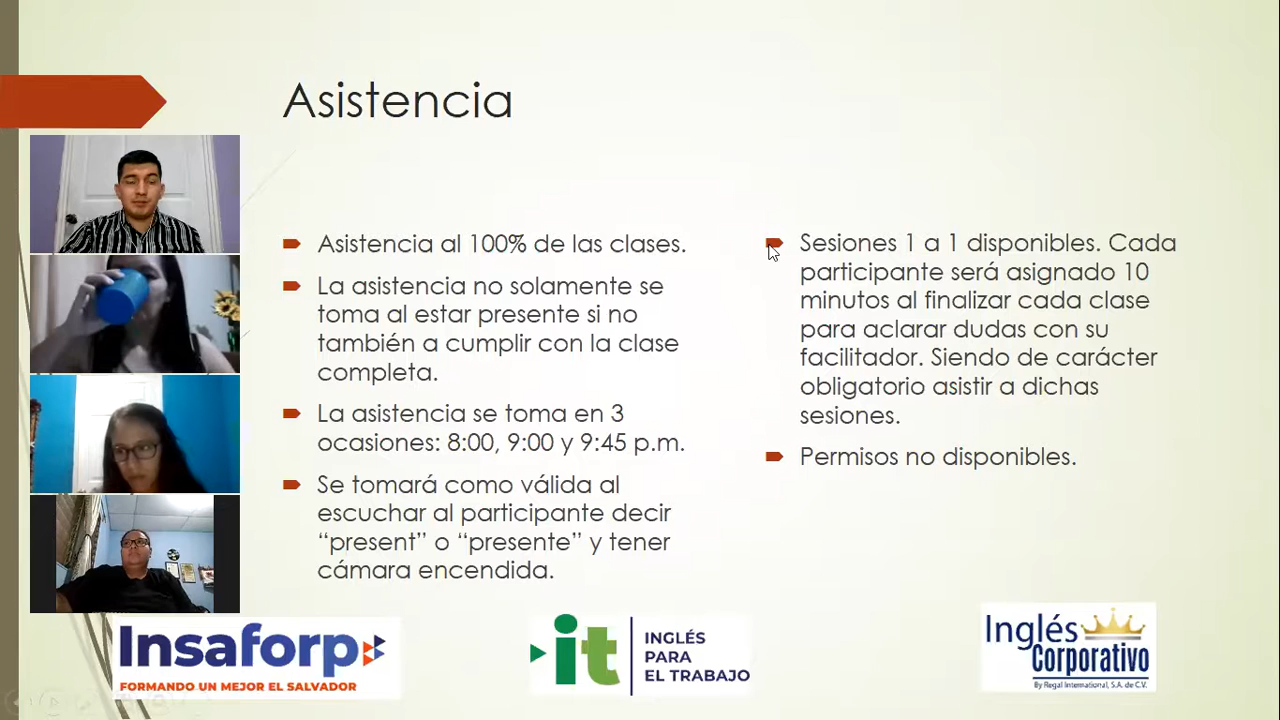 Asistencia
Asistencia al 100% de las clases.
La asistencia no solamente se
toma al estar presente si no
también a cumplir con la clase
completa.
La asistencia se toma en 3
ocasiones: 8:00, 9:00 y 9:45 p.m.
Se tomará como válida al
escuchar al participante decir
“present” o “presente” y tener
cámara encendida.
Sesiones 1 a 1 disponibles. Cada
participante será asignado 10
minutos al finalizar cada clase
para aclarar dudas con su
facilitador. Siendo de carácter
obligatorio asistir a dichas
sesiones.
Permisos no disponibles.
Insaforp
FORMANDO UN MEJOR EL SALVADOR
it
INGLÉS
PARA
EL TRABAJO
Inglés
Corporativo
By Regal International, S.A. de C.V.